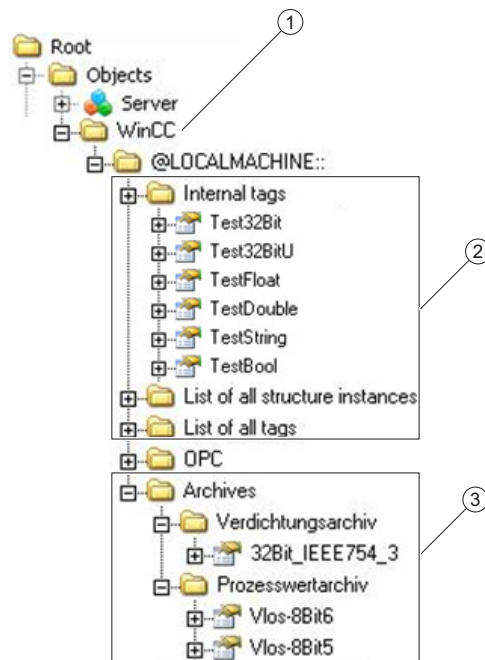 1
Root
Objects
Server
WinCC
@LOCALMACHINE::
Internal tags
Test32Bit
Test32BitU
2
TestFloat
TestDouble
TestString
TestBool
List of all structure instances
List of all tags
OPC
Archives
3
Verdichtungsarchiv
32Bit_IEEE754_3
Prozesswertarchiv
Vlos-8Bit6
Vlos-8Bit5